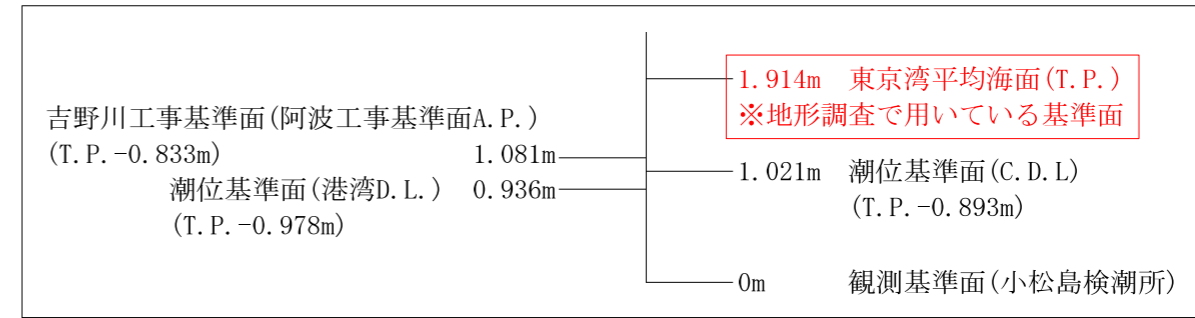 1.914m 東京湾平均海面(T.P.)
※地形調査で用いている基準面
吉野川工事基準面(阿波工事基準面A.P.)
(T.P.-0.833m) 1.081m
1.021m 潮位基準面(C.D.L)
潮位基準面(港湾D.L.) 0.936m
(T.P.-0.893m)
(T.P.-0.978m)
0m 観測基準面(小松島検潮所)